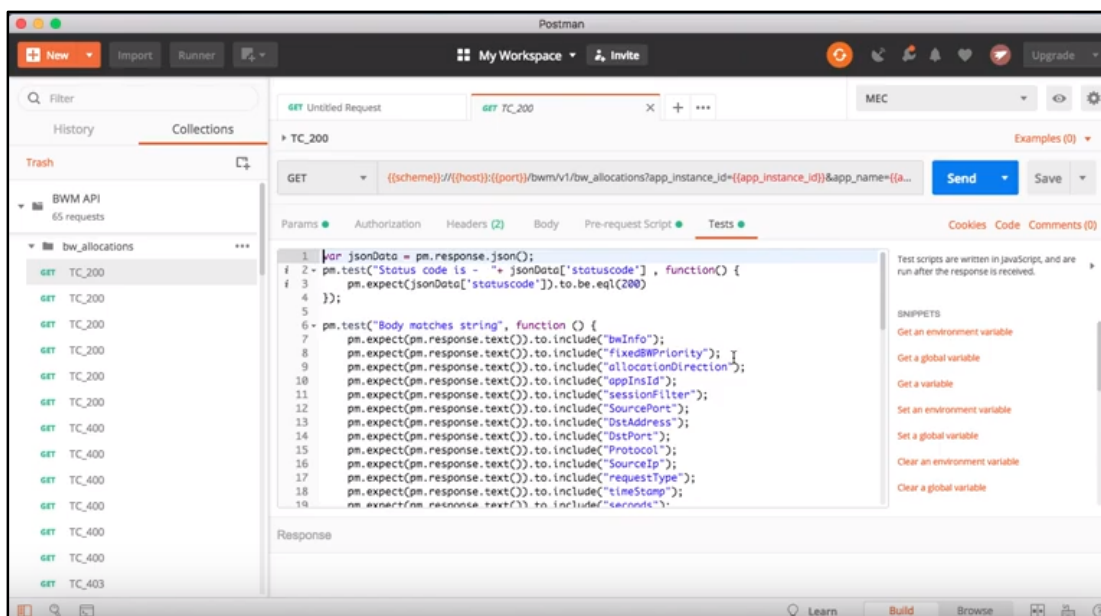 Postman
New
Import
Runner
My Workspace
Invite
Upgrade
Filter
History
Collections
Trash
BWM API
65 requests
bw_allocations
GET TC_200
GET TC_200
GET TC_200
GET TC_200
GET TC_200
GET TC_200
GET TC_400
GET TC_400
GET TC_400
GET TC_400
GET TC_400
GET TC_400
GET TC_403
GET Untitled Request
GET TC_200
MEC
TC_200
Examples (0)
GET
{{scheme}}://{{host}}:{{port}}/bwm/v1/bw_allocations?app_instance_id={{app_instance_id}}&app_name={{a...
Send
Save
Params
Authorization
Headers (2)
Body
Pre-request Script
Tests
Cookies Code Comments (0)
1 var jsonData = pm.response.json();
i 2 pm.test("Status code is - "+ jsonData['statuscode'] , function() {
i 3 pm.expect(jsonData['statuscode']).to.be.eql(200)
4 });
5
6 pm.test("Body matches string", function () {
7 pm.expect(pm.response.text()).to.include("bwInfo");
8 pm.expect(pm.response.text()).to.include("fixedBWPriority");
9 pm.expect(pm.response.text()).to.include("allocationDirection");
10 pm.expect(pm.response.text()).to.include("appInsId");
11 pm.expect(pm.response.text()).to.include("sessionFilter");
12 pm.expect(pm.response.text()).to.include("SourcePort");
13 pm.expect(pm.response.text()).to.include("DstAddress");
14 pm.expect(pm.response.text()).to.include("DstPort");
15 pm.expect(pm.response.text()).to.include("Protocol");
16 pm.expect(pm.response.text()).to.include("SourceIp");
17 pm.expect(pm.response.text()).to.include("requestType");
18 pm.expect(pm.response.text()).to.include("timeStamp");
19 pm.expect(pm.response.text()).to.include("seconds");
Test scripts are written in JavaScript, and are
run after the response is received.
SNIPPETS
Get an environment variable
Get a global variable
Get a variable
Set an environment variable
Set a global variable
Clear an environment variable
Clear a global variable
Response
Learn
Build
Browse